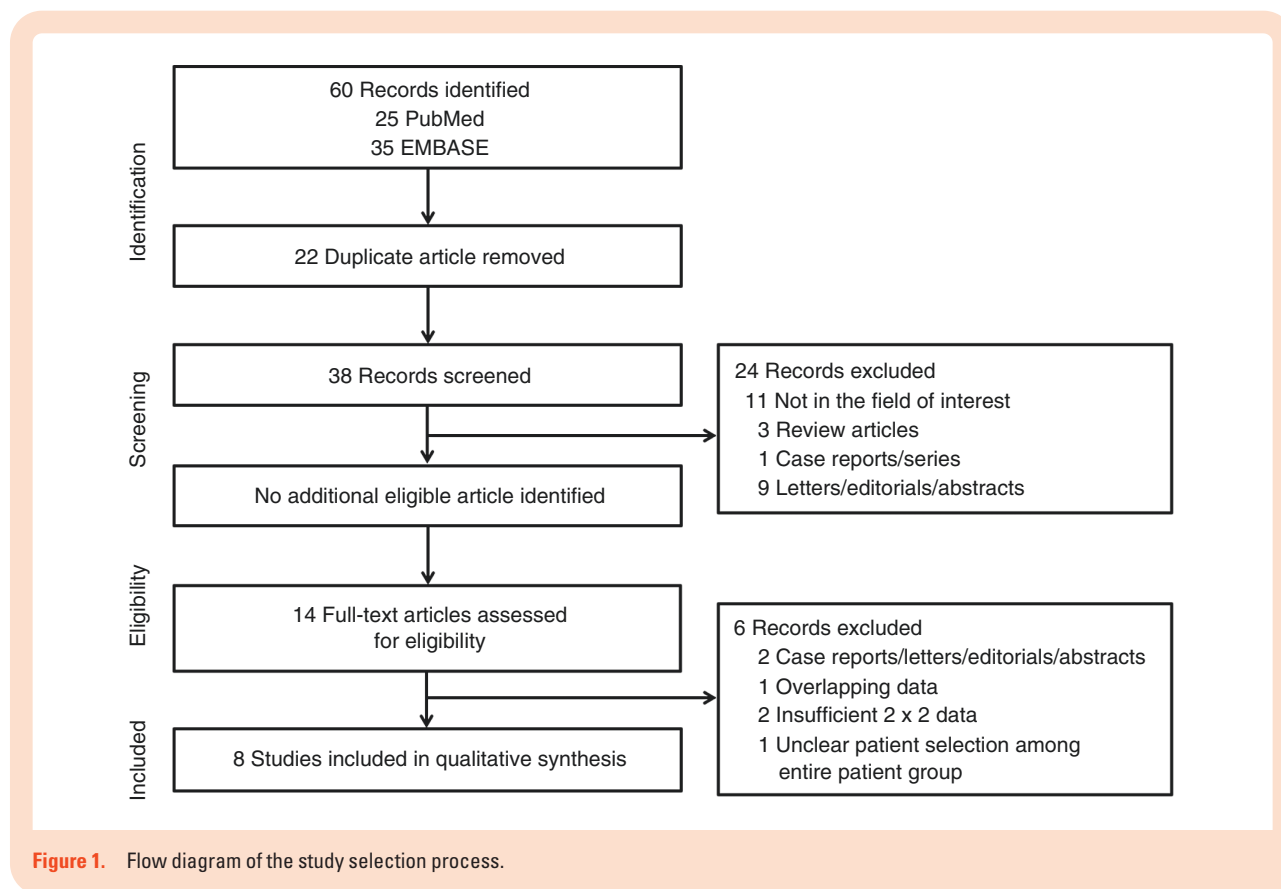 Identification
60 Records identified
25 PubMed
35 EMBASE
22 Duplicate article removed
Screening
38 Records screened
24 Records excluded
11 Not in the field of interest
3 Review articles
1 Case reports/series
9 Letters/editorials/abstracts
No additional eligible article identified
Eligibility
14 Full-text articles assessed
for eligibility
6 Records excluded
2 Case reports/letters/editorials/abstracts
1 Overlapping data
2 Insufficient 2 x 2 data
1 Unclear patient selection among
entire patient group
Included
8 Studies included in qualitative synthesis
Figure 1. Flow diagram of the study selection process.